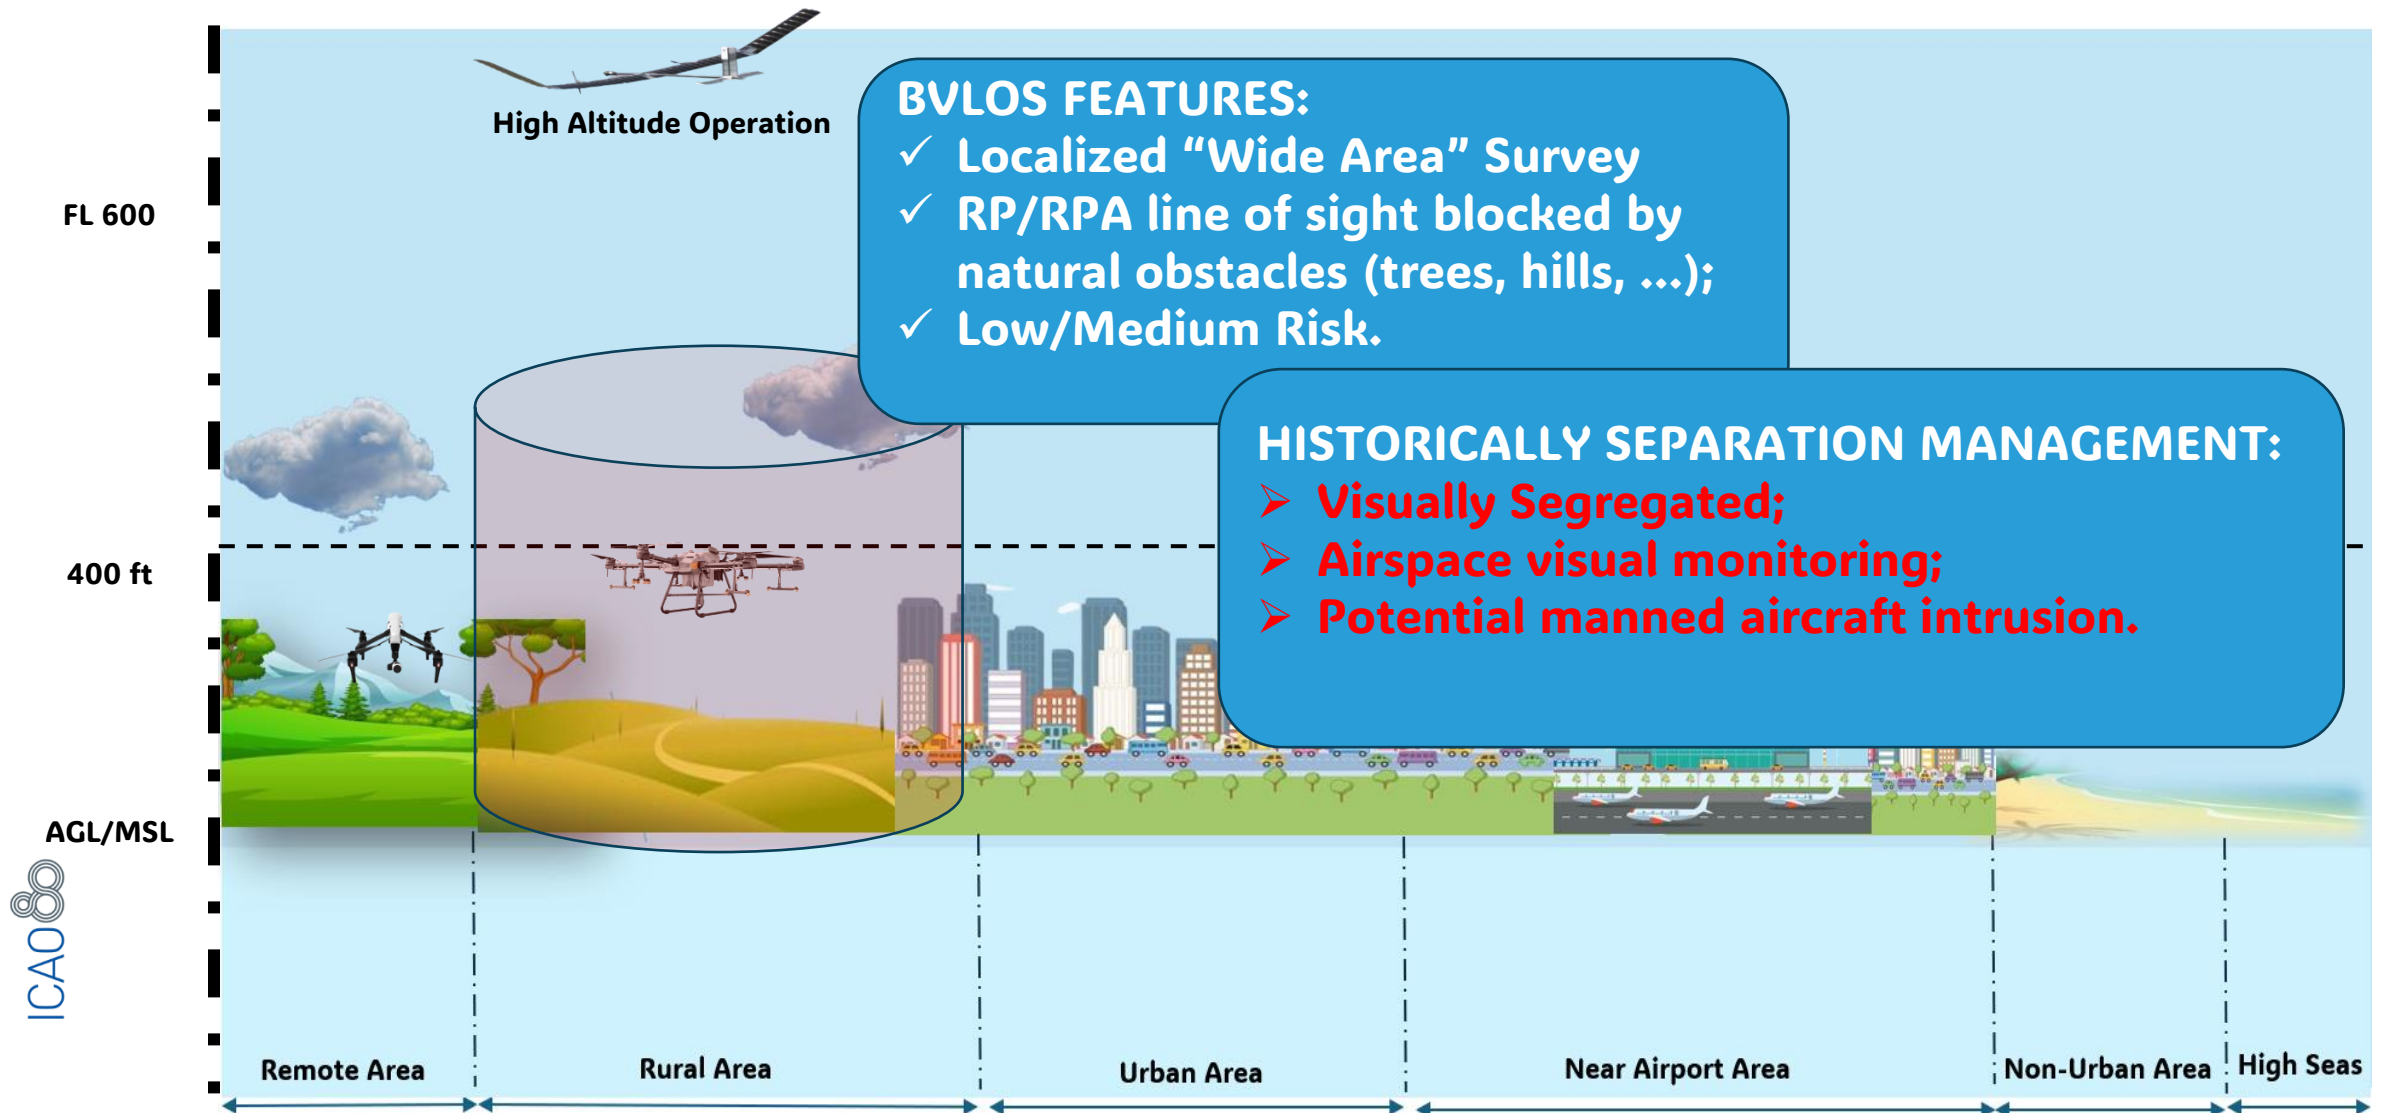 High Altitude Operation
BVLOS FEATURES:
✓ Localized “Wide Area” Survey
✓ RP/RPA line of sight blocked by
natural obstacles (trees, hills, ...);
✓ Low/Medium Risk.
FL 600
HISTORICALLY SEPARATION MANAGEMENT:
➢ Visually Segregated;
➢ Airspace visual monitoring;
➢ Potential manned aircraft intrusion.
400 ft
AGL/MSL
ICAO
Remote Area
Rural Area
Urban Area
Near Airport Area
Non-Urban Area
High Seas